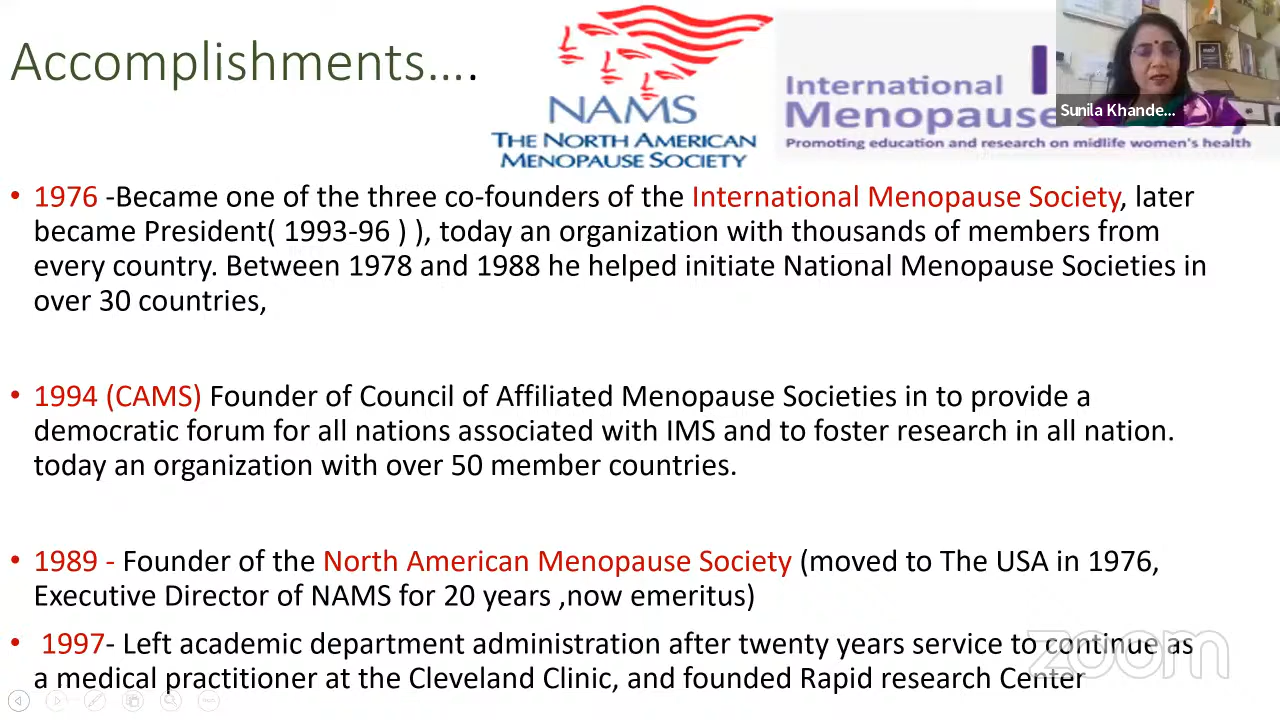 Accomplishments….
NAMS
THE NORTH AMERICAN
MENOPAUSE SOCIETY
International
Menopause
Promoting education and research on midlife women's health
Sunila Khande...
• 1976 -Became one of the three co-founders of the International Menopause Society, later
became President( 1993-96 ) ), today an organization with thousands of members from
every country. Between 1978 and 1988 he helped initiate National Menopause Societies in
over 30 countries,
• 1994 (CAMS) Founder of Council of Affiliated Menopause Societies in to provide a
democratic forum for all nations associated with IMS and to foster research in all nation.
today an organization with over 50 member countries.
• 1989 - Founder of the North American Menopause Society (moved to The USA in 1976,
Executive Director of NAMS for 20 years ,now emeritus)
• 1997- Left academic department administration after twenty years service to continue as
a medical practitioner at the Cleveland Clinic, and founded Rapid research Center
zoom